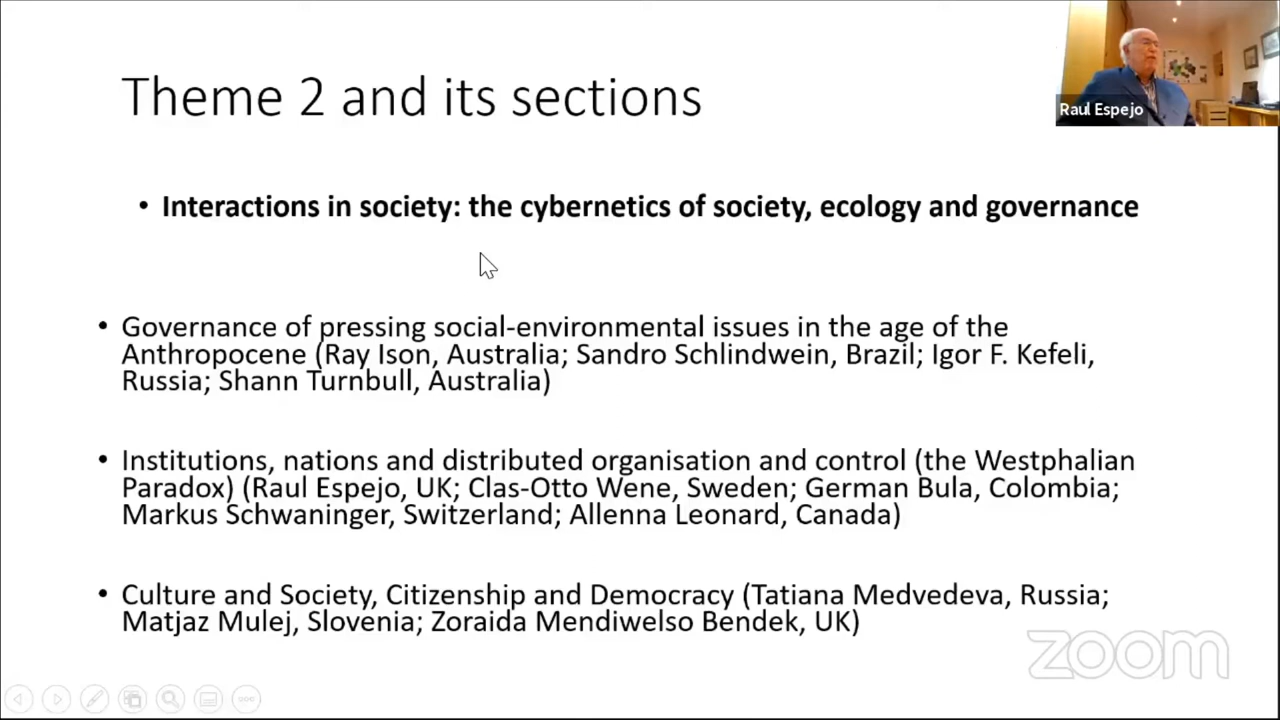 Theme 2 and its sections
Raul Espejo
• Interactions in society: the cybernetics of society, ecology and governance
• Governance of pressing social-environmental issues in the age of the
Anthropocene (Ray Ison, Australia; Sandro Schlindwein, Brazil; Igor F. Kefeli,
Russia; Shann Turnbull, Australia)
• Institutions, nations and distributed organisation and control (the Westphalian
Paradox) (Raul Espejo, UK; Clas-Otto Wene, Sweden; German Bula, Colombia;
Markus Schwaninger, Switzerland; Allenna Leonard, Canada)
• Culture and Society, Citizenship and Democracy (Tatiana Medvedeva, Russia;
Matjaz Mulej, Slovenia; Zoraida Mendiwelso Bendek, UK)
zoom